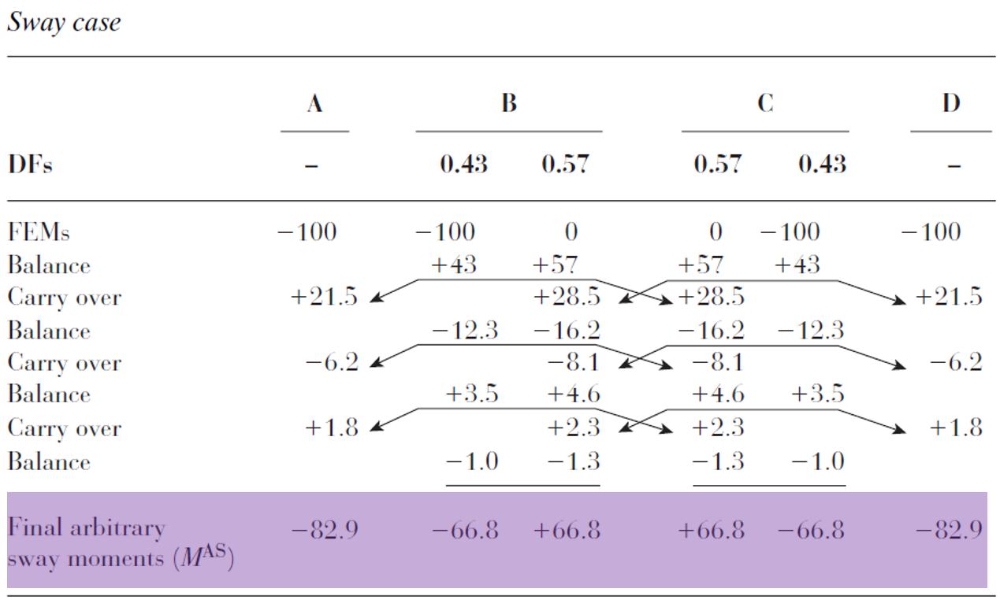 Sway case
A B C D
DFs – 0.43 0.57 0.57 0.43 –
FEMs −100 −100 0 0 −100 −100
Balance +43 +57 +57 +43
Carry over +21.5 +28.5 +28.5 +21.5
Balance −12.3 −16.2 −16.2 −12.3
Carry over −6.2 −8.1 −8.1 −6.2
Balance +3.5 +4.6 +4.6 +3.5
Carry over +1.8 +2.3 +2.3 +1.8
Balance −1.0 −1.3 −1.3 −1.0
Final arbitrary −82.9 −66.8 +66.8 +66.8 −66.8 −82.9
sway moments (Mᴬˢ)